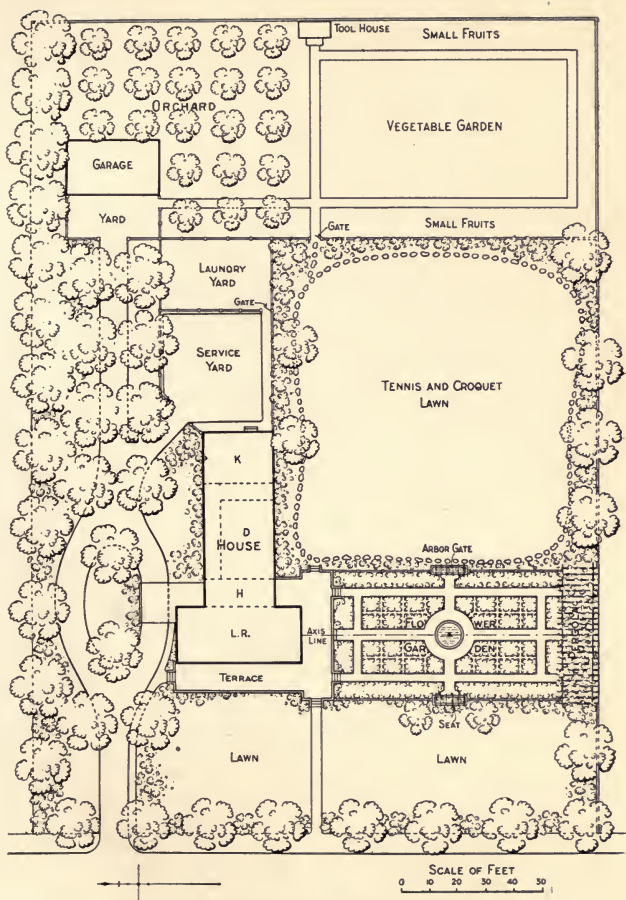 TOOL HOUSE
SMALL FRUITS
ORCHARD
VEGETABLE GARDEN
GARAGE
YARD
SMALL FRUITS
GATE
LAUNDRY
YARD
GATE
SERVICE
YARD
TENNIS AND CROQUET
LAWN
K
D
HOUSE
ARBOR GATE
H
FLO WER
L.R.
AXIS
LINE
GAR DEN
TERRACE
SEAT
LAWN
LAWN
SCALE OF FEET
0 10 20 30 40 50